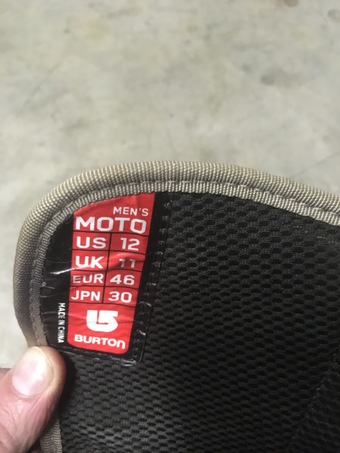 MEN'S
MOTO
US 12
UK 11
EUR 46
JPN 30
BURTON
MADE IN CHINA